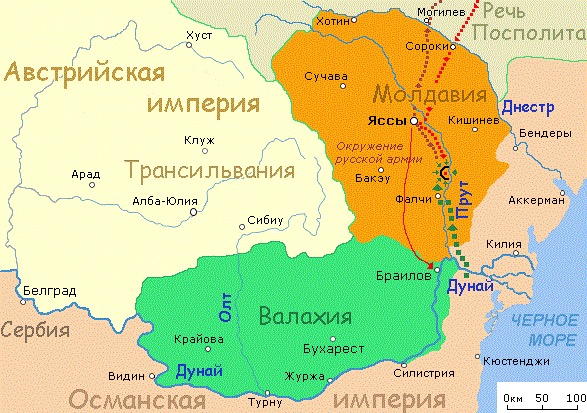 Хотин
Могилев
Речь
Посполита
Хуст
Сороки
Австрийская
империя
Сучава
Молдавия
Днестр
Яссы
Кишинев
Бендеры
Клуж
Окружение
русской армии
Трансильвания
Бакэу
Арад
Алба-Юлия
Фалчи
Прут
Аккерман
Сибиу
Килия
Браилов
Дунай
Белград
Сербия
Олт
Валахия
ЧЕРНОЕ
МОРЕ
Крайова
Бухарест
Кюстенджи
Видин
Дунай
Журжа
Силистрия
Турну
Османская
империя
0км 50 100